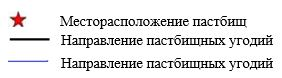 Месторасположение пастбищ
Направление пастбищных угодий
Направление пастбищных угодий